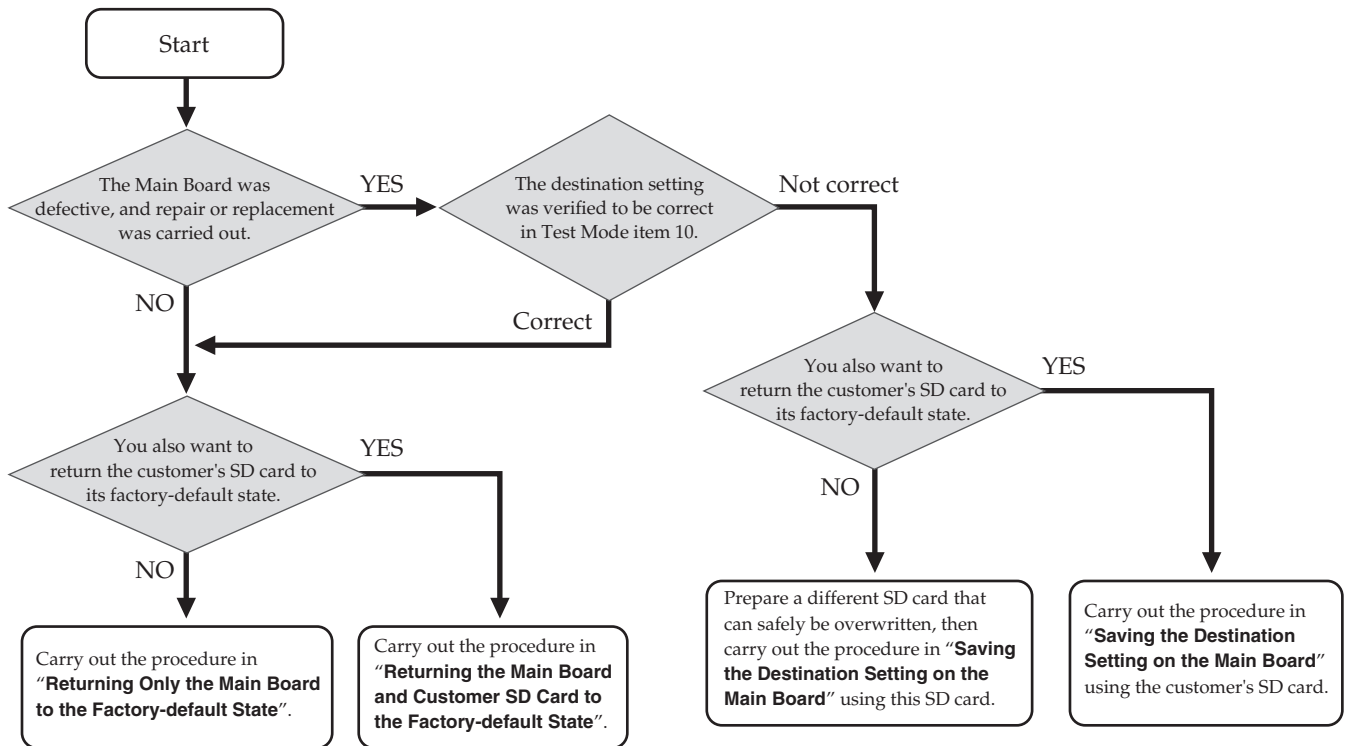 Start
The Main Board was
defective, and repair or replacement
was carried out.
YES
The destination setting
was verified to be correct
in Test Mode item 10.
Not correct
NO
Correct
You also want to
return the customer's SD card to
its factory-default state.
YES
You also want to
return the customer's SD card to
its factory-default state.
YES
NO
NO
Carry out the procedure in
“Returning Only the Main Board
to the Factory-default State”.
Carry out the procedure in
“Returning the Main Board
and Customer SD Card to
the Factory-default State”.
Prepare a different SD card that
can safely be overwritten, then
carry out the procedure in “Saving
the Destination Setting on the
Main Board” using this SD card.
Carry out the procedure in
“Saving the Destination
Setting on the Main Board”
using the customer's SD card.